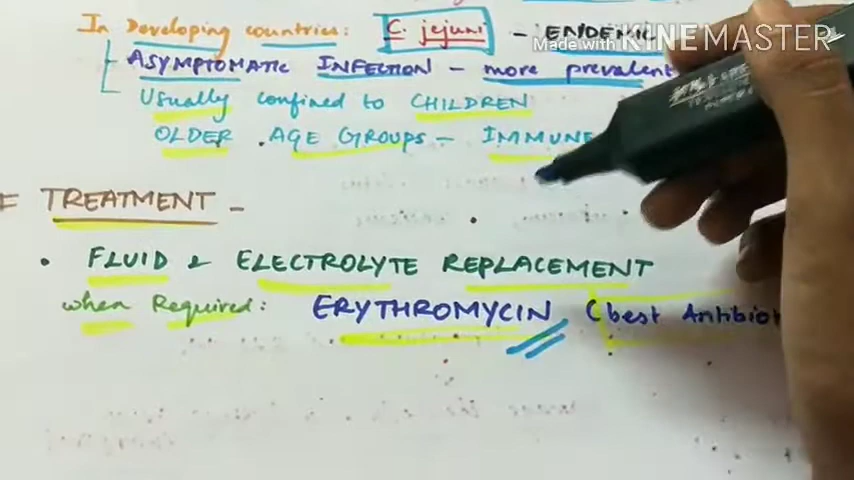 In Developing countries: C. jejuni - ENDEMIC
Made with KINEMASTER
ASYMPTOMATIC INFECTION - more prevalent
Usually confined to CHILDREN
OLDER AGE GROUPS - IMMUNE
TREATMENT -
• FLUID & ELECTROLYTE REPLACEMENT
when Required: ERYTHROMYCIN (best Antibiot